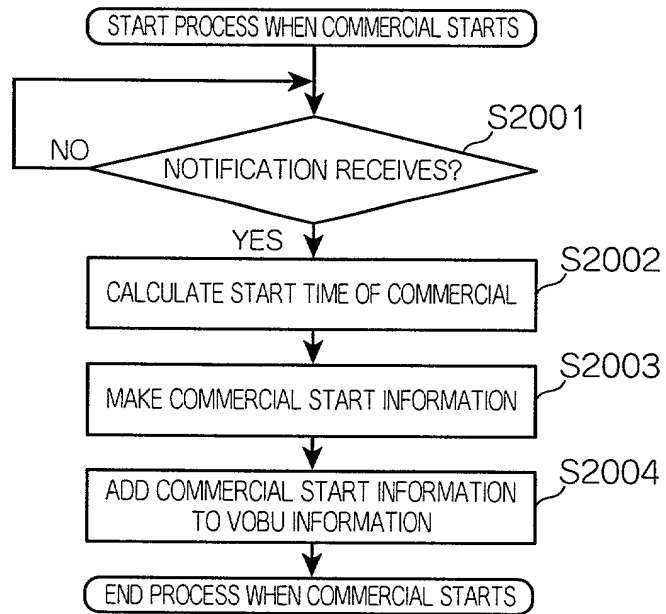 START PROCESS WHEN COMMERCIAL STARTS
S2001
NO
NOTIFICATION RECEIVES?
YES
S2002
CALCULATE START TIME OF COMMERCIAL
S2003
MAKE COMMERCIAL START INFORMATION
S2004
ADD COMMERCIAL START INFORMATION
TO VOBU INFORMATION
END PROCESS WHEN COMMERCIAL STARTS